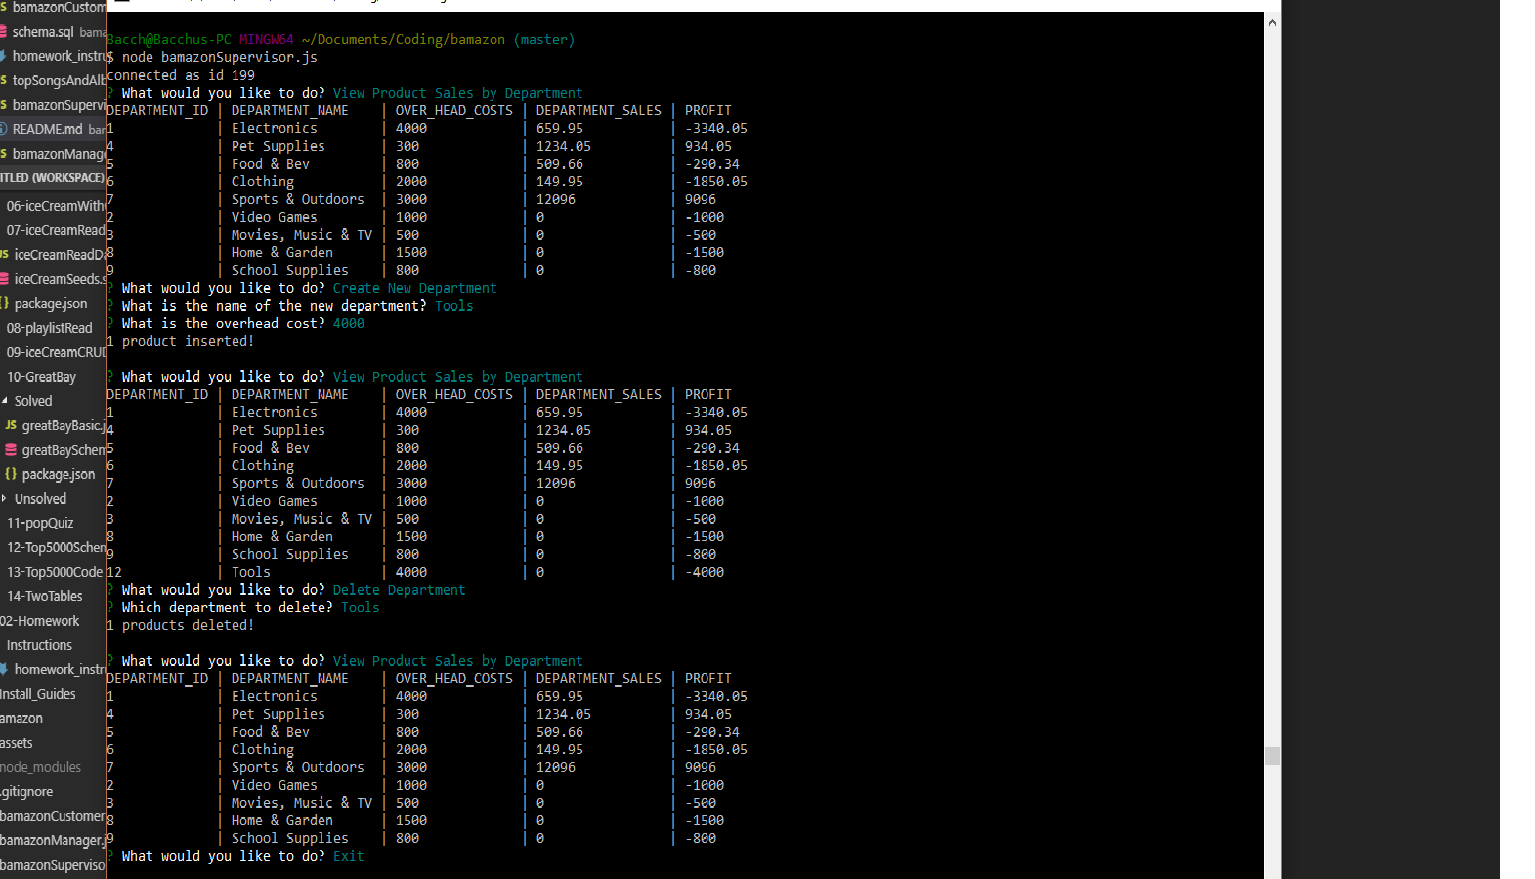 bamazonCustom
schema.sql bama
homework_instru
topSongsAndAlb
bamazonSupervi
README.md bam
bamazonManag
TITLED (WORKSPACE)
06-iceCreamWith
07-iceCreamRead
JS iceCreamReadDa
iceCreamSeeds.s
{} package.json
08-playlistRead
09-iceCreamCRUD
10-GreatBay
Solved
JS greatBayBasic.j
greatBaySchem
{} package.json
Unsolved
11-popQuiz
12-Top5000Schem
13-Top5000Code
14-TwoTables
02-Homework
Instructions
homework_instru
Install_Guides
amazon
assets
node_modules
.gitignore
bamazonCustomer
bamazonManager.j
bamazonSuperviso
Bacch@Bacchus-PC MINGW64 ~/Documents/Coding/bamazon (master)
$ node bamazonSupervisor.js
connected as id 199
? What would you like to do? View Product Sales by Department
DEPARTMENT_ID | DEPARTMENT_NAME | OVER_HEAD_COSTS | DEPARTMENT_SALES | PROFIT
1 | Electronics | 4000 | 659.95 | -3340.05
4 | Pet Supplies | 300 | 1234.05 | 934.05
5 | Food & Bev | 800 | 509.66 | -290.34
6 | Clothing | 2000 | 149.95 | -1850.05
7 | Sports & Outdoors | 3000 | 12096 | 9096
2 | Video Games | 1000 | 0 | -1000
3 | Movies, Music & TV | 500 | 0 | -500
8 | Home & Garden | 1500 | 0 | -1500
9 | School Supplies | 800 | 0 | -800
? What would you like to do? Create New Department
? What is the name of the new department? Tools
? What is the overhead cost? 4000
1 product inserted!
? What would you like to do? View Product Sales by Department
DEPARTMENT_ID | DEPARTMENT_NAME | OVER_HEAD_COSTS | DEPARTMENT_SALES | PROFIT
1 | Electronics | 4000 | 659.95 | -3340.05
4 | Pet Supplies | 300 | 1234.05 | 934.05
5 | Food & Bev | 800 | 509.66 | -290.34
6 | Clothing | 2000 | 149.95 | -1850.05
7 | Sports & Outdoors | 3000 | 12096 | 9096
2 | Video Games | 1000 | 0 | -1000
3 | Movies, Music & TV | 500 | 0 | -500
8 | Home & Garden | 1500 | 0 | -1500
9 | School Supplies | 800 | 0 | -800
12 | Tools | 4000 | 0 | -4000
? What would you like to do? Delete Department
? Which department to delete? Tools
1 products deleted!
? What would you like to do? View Product Sales by Department
DEPARTMENT_ID | DEPARTMENT_NAME | OVER_HEAD_COSTS | DEPARTMENT_SALES | PROFIT
1 | Electronics | 4000 | 659.95 | -3340.05
4 | Pet Supplies | 300 | 1234.05 | 934.05
5 | Food & Bev | 800 | 509.66 | -290.34
6 | Clothing | 2000 | 149.95 | -1850.05
7 | Sports & Outdoors | 3000 | 12096 | 9096
2 | Video Games | 1000 | 0 | -1000
3 | Movies, Music & TV | 500 | 0 | -500
8 | Home & Garden | 1500 | 0 | -1500
9 | School Supplies | 800 | 0 | -800
? What would you like to do? Exit